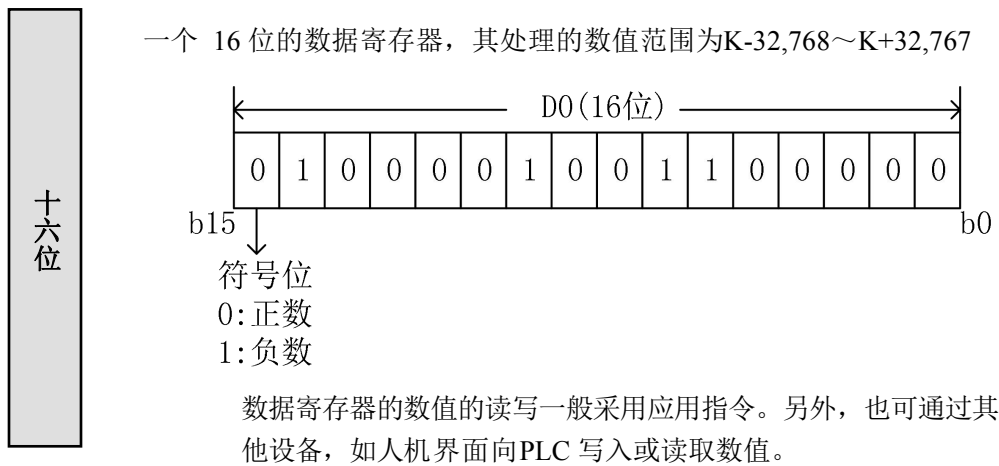 一个 16 位的数据寄存器，其处理的数值范围为K-32,768～K+32,767
D0(16位)
0 1 0 0 0 0 1 0 0 1 1 0 0 0 0 0
b15 b0
十六位
符号位
0:正数
1:负数
数据寄存器的数值的读写一般采用应用指令。另外，也可通过其
他设备，如人机界面向PLC 写入或读取数值。